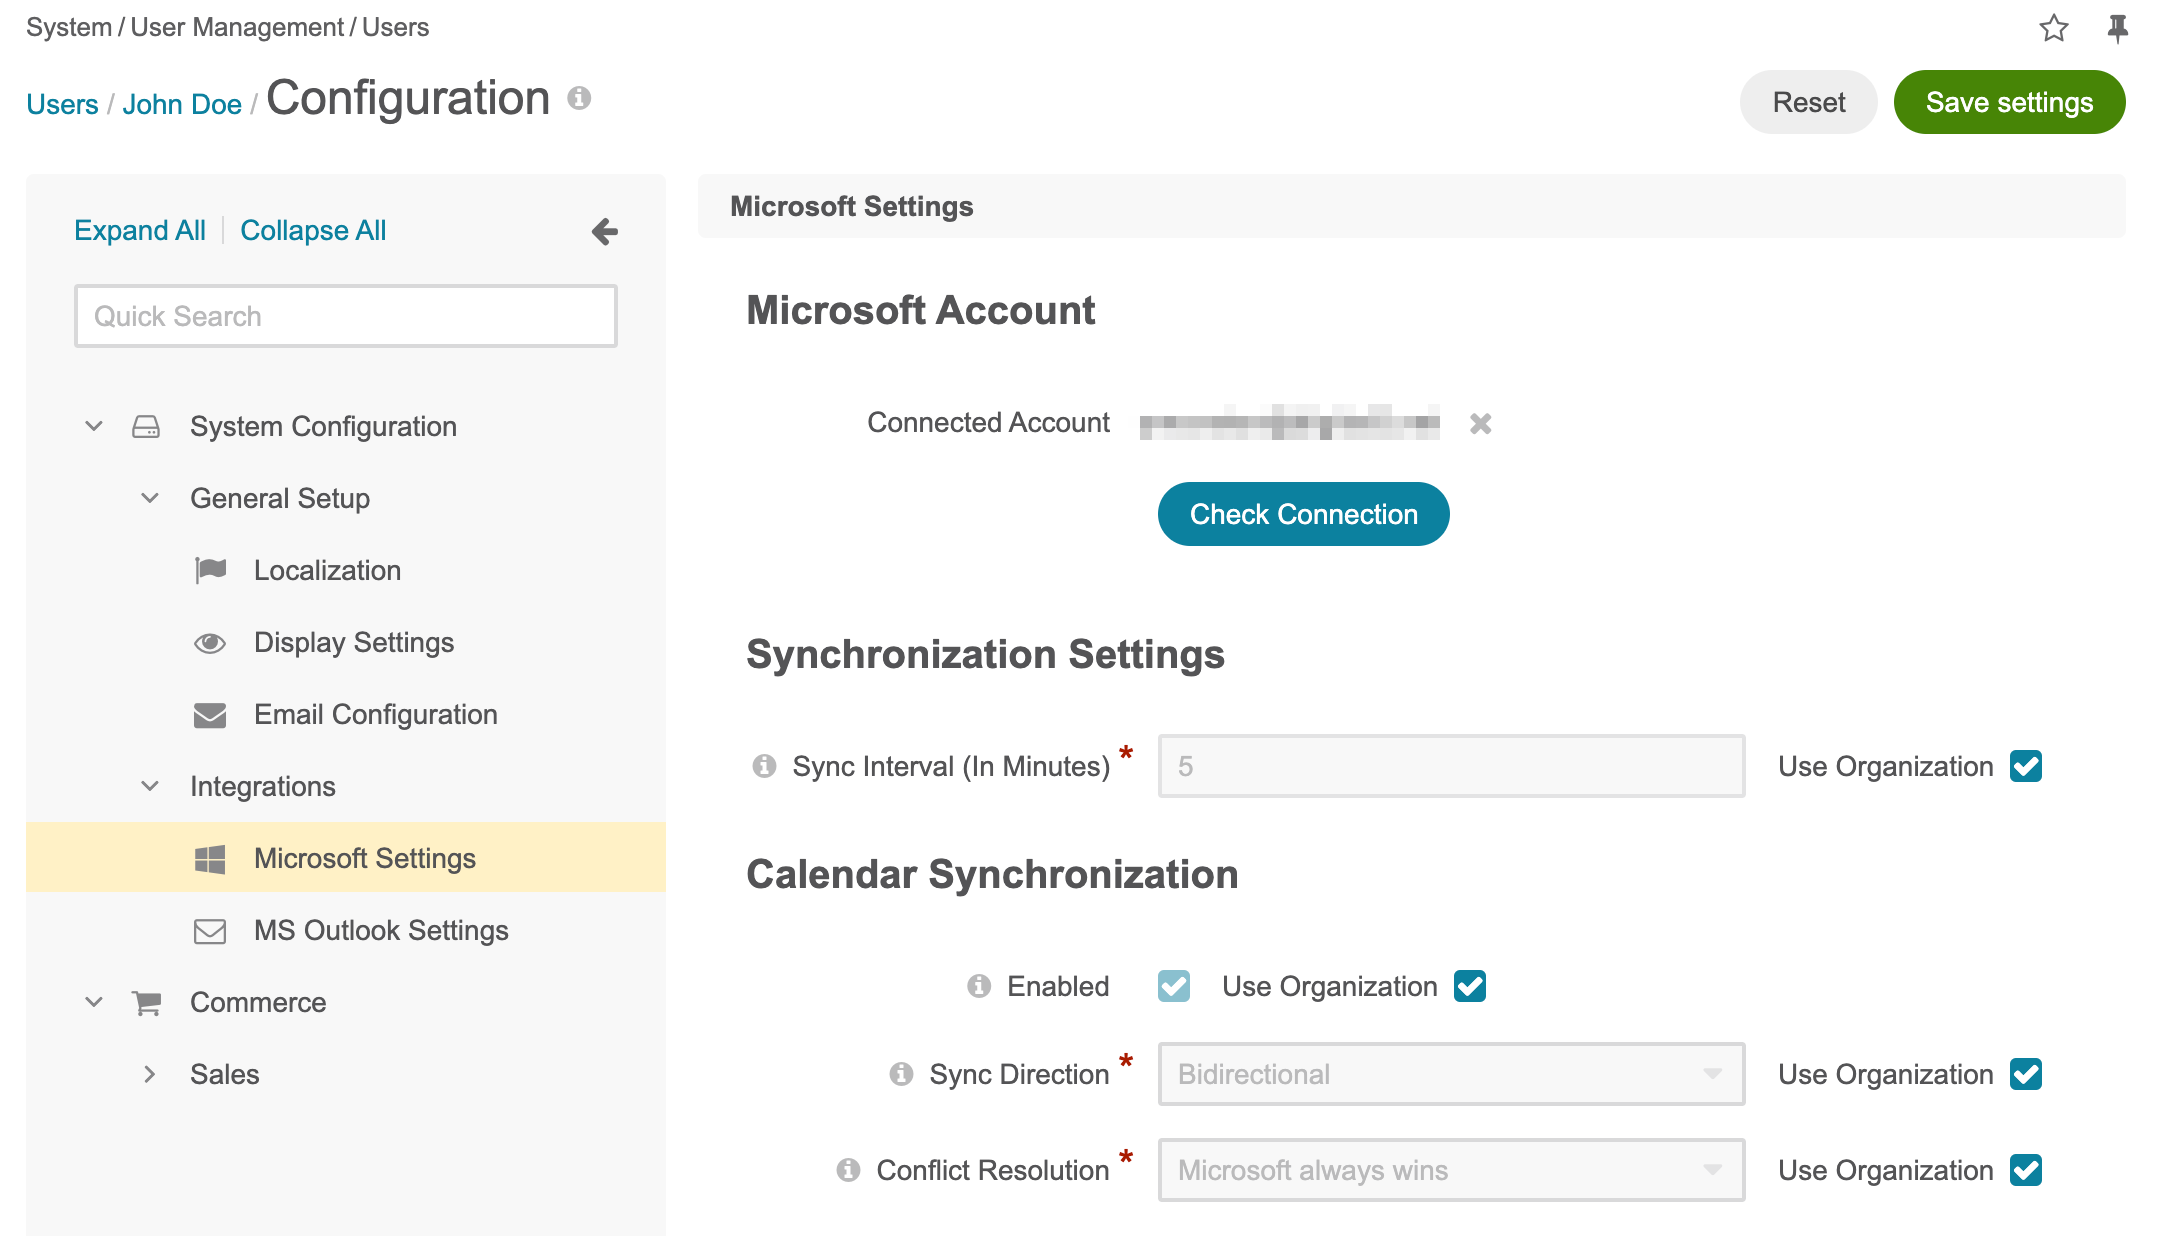 System / User Management / Users
Users / John Doe / Configuration
Reset
Save settings
Expand All
Collapse All
Quick Search
System Configuration
General Setup
Localization
Display Settings
Email Configuration
Integrations
Microsoft Settings
MS Outlook Settings
Commerce
Sales
Microsoft Settings
Microsoft Account
Connected Account
Check Connection
Synchronization Settings
Sync Interval (In Minutes) * 5 Use Organization
Calendar Synchronization
Enabled Use Organization
Sync Direction * Bidirectional Use Organization
Conflict Resolution * Microsoft always wins Use Organization